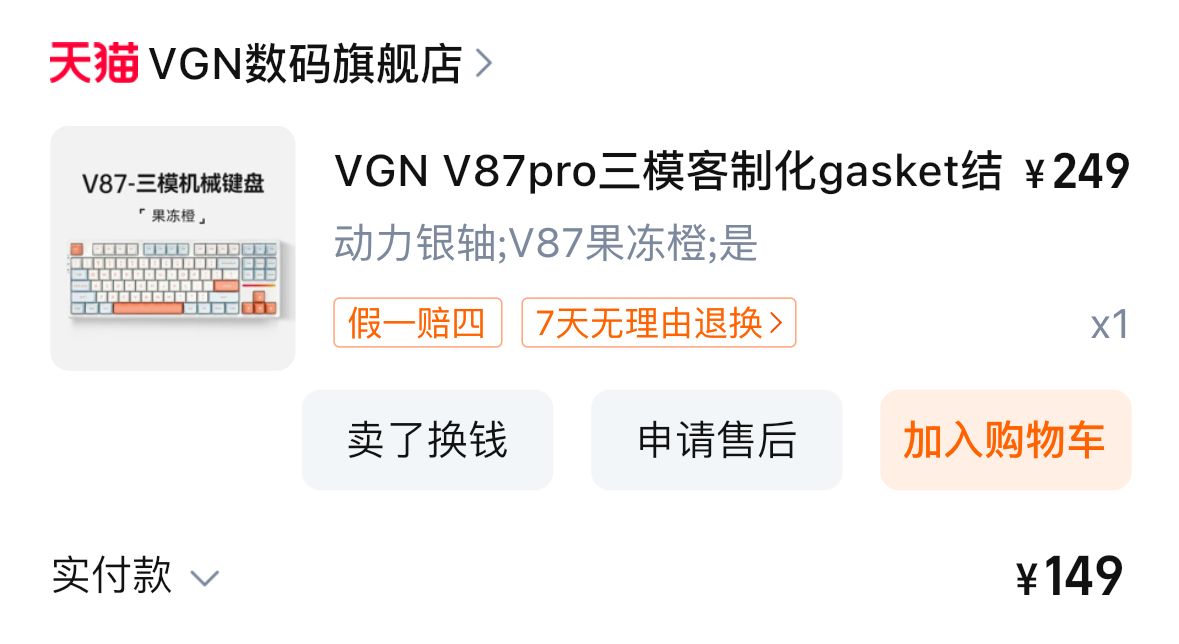 天猫 VGN数码旗舰店
V87-三模机械键盘
「果冻橙」
VGN V87pro三模客制化gasket结 ¥249
动力银轴;V87果冻橙;是
假一赔四 7天无理由退换
x1
卖了换钱 申请售后 加入购物车
实付款 ¥149